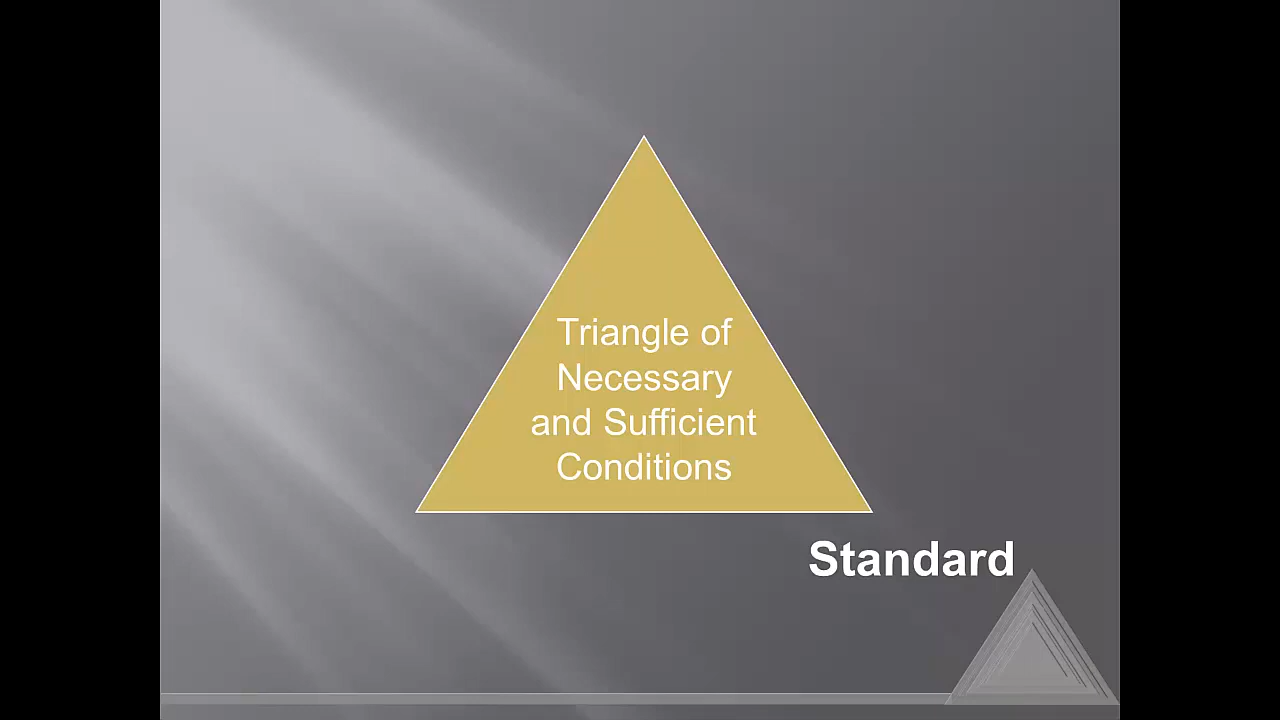 Triangle of
Necessary
and Sufficient
Conditions
Standard